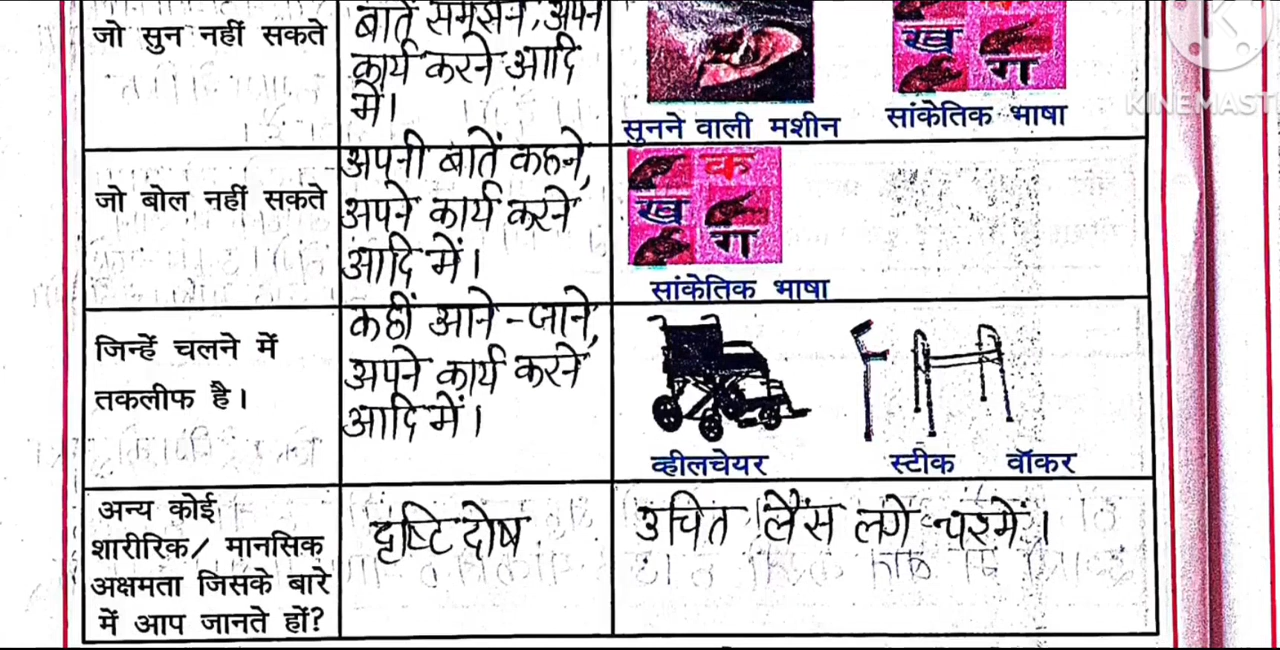 जो सुन नहीं सकते
बातें समझने, अपने
कार्य करने आदि
में।
ख
ग
सुनने वाली मशीन
सांकेतिक भाषा
KINEMAST
जो बोल नहीं सकते
अपनी बातें कहने,
अपने कार्य करने
आदि में।
क
ख
ग
सांकेतिक भाषा
जिन्हें चलने में
तकलीफ है।
कहीं आने-जाने,
अपने कार्य करने
आदि में।
व्हीलचेयर
स्टीक
वॉकर
अन्य कोई
शारीरिक/ मानसिक
अक्षमता जिसके बारे
में आप जानते हों?
दृष्टि दोष
उचित लैंस लगे चश्में।